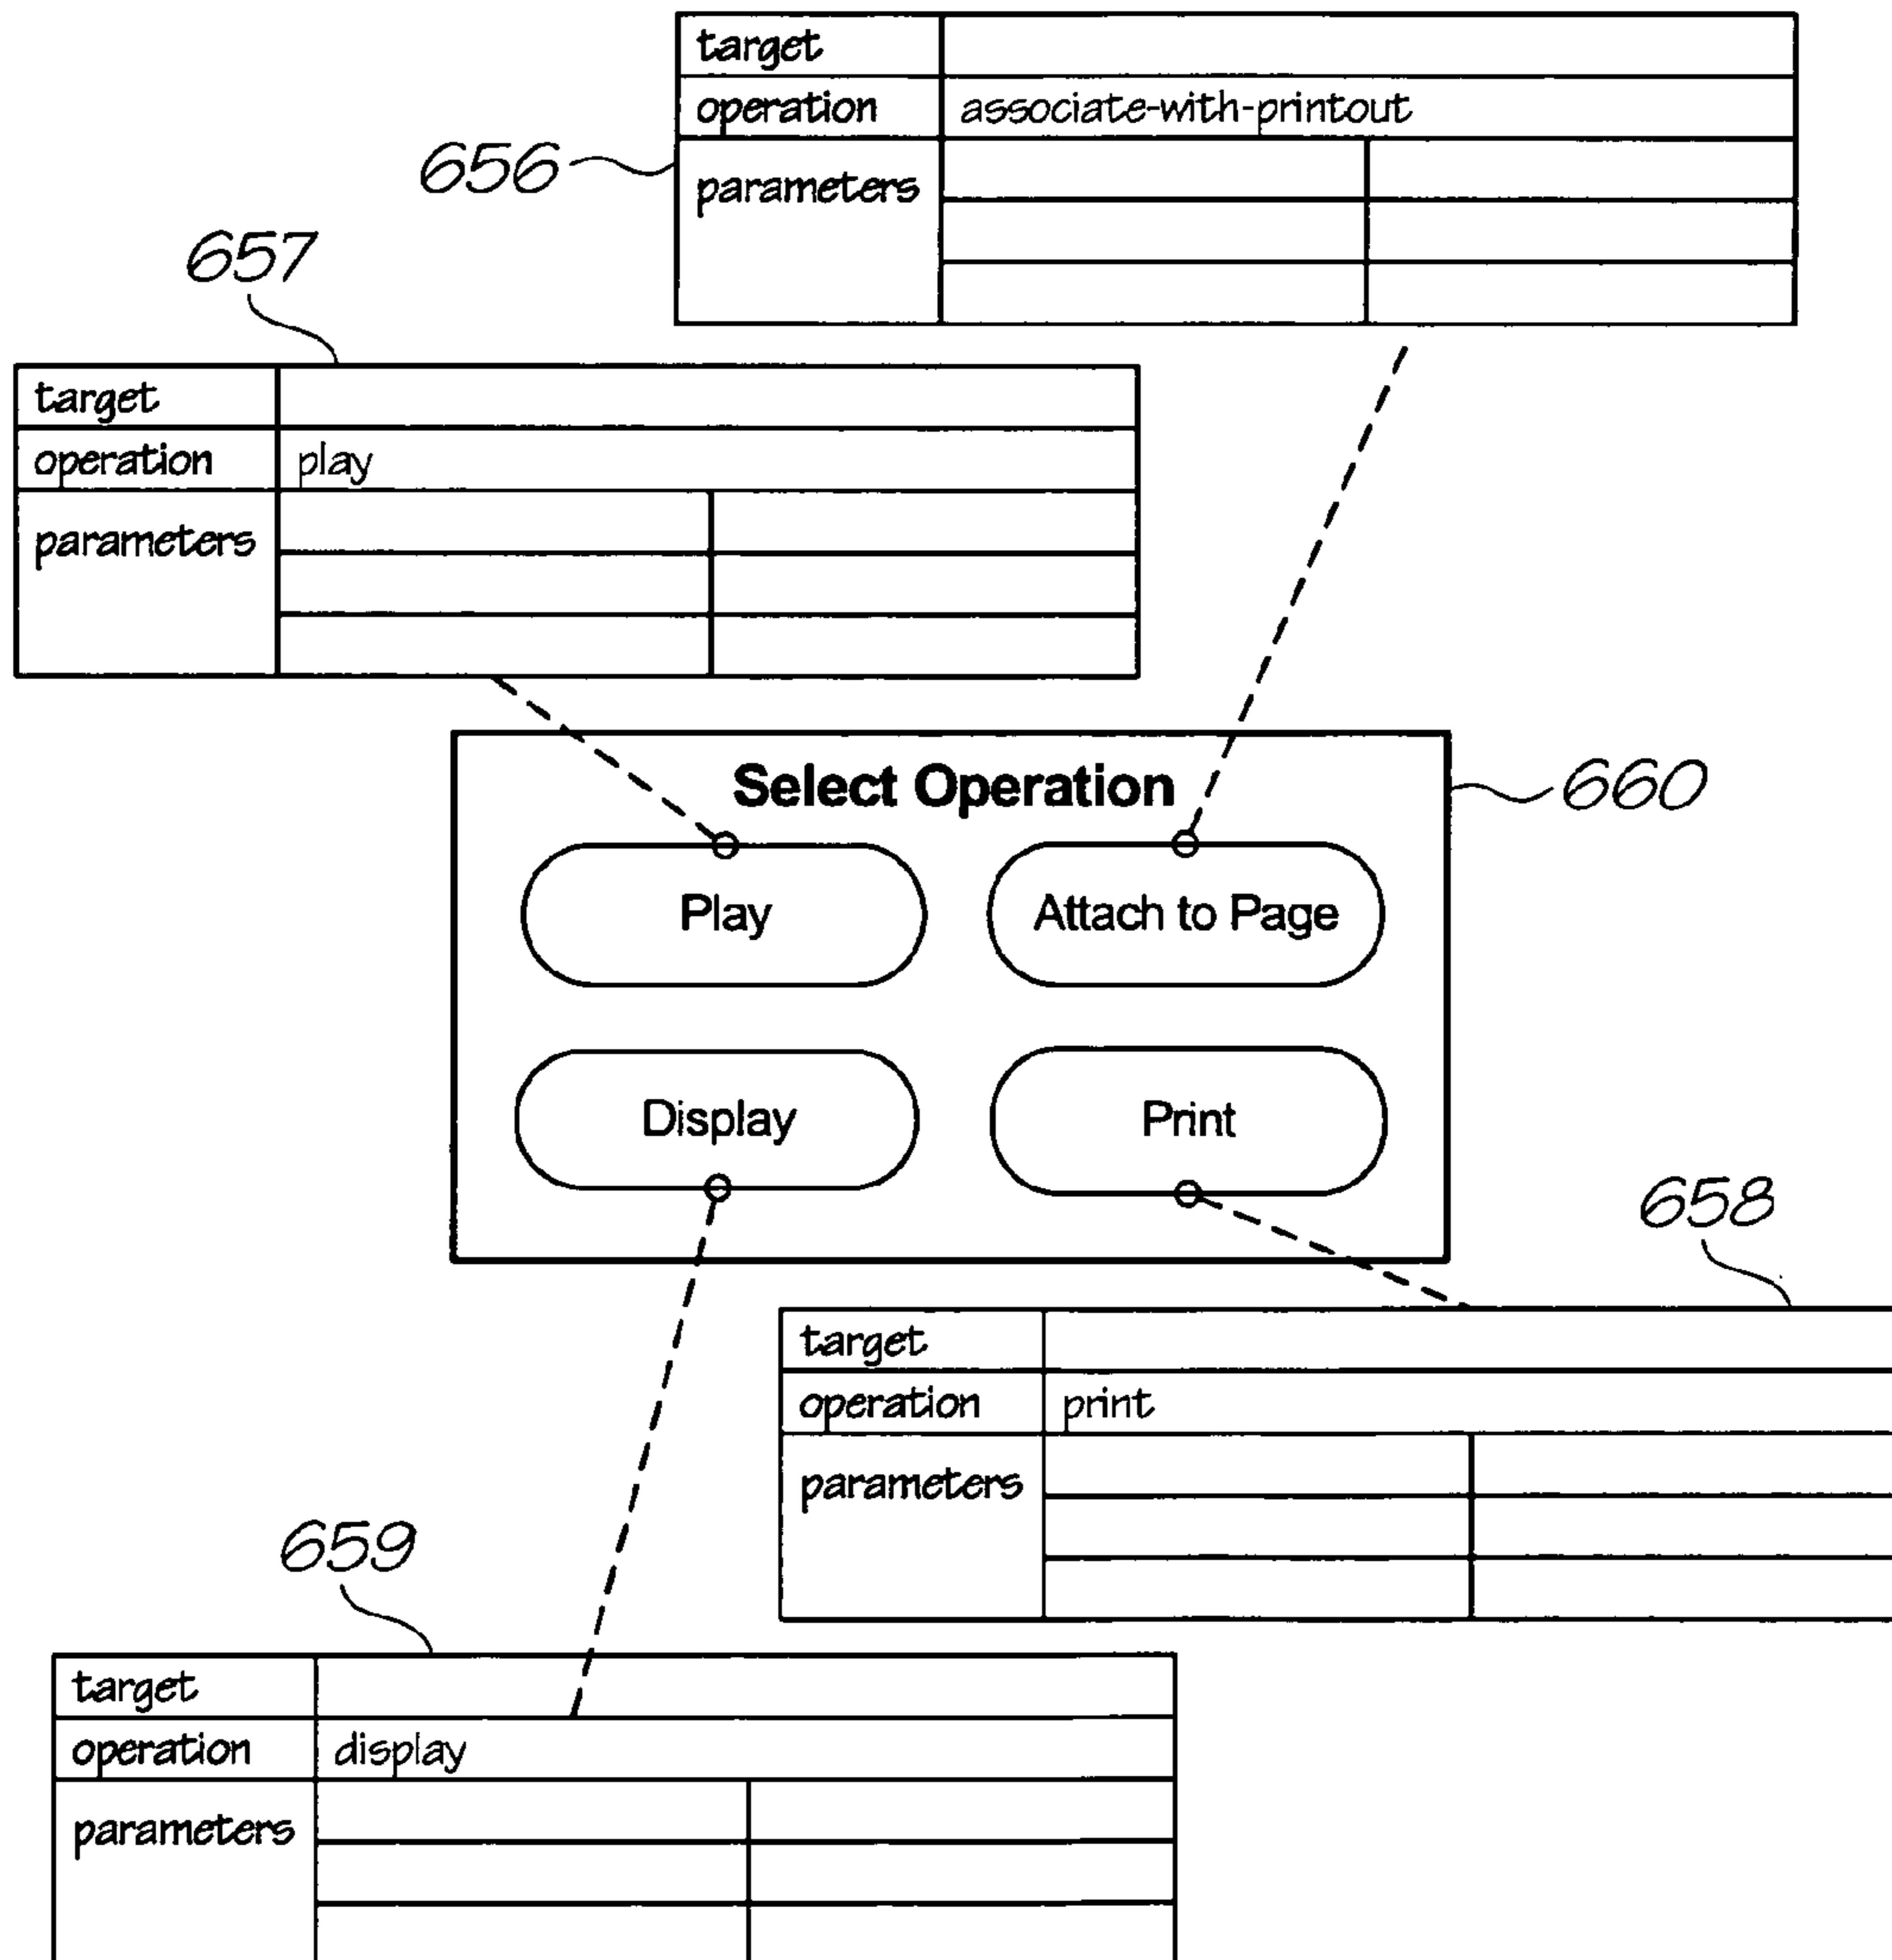 target
operation associate-with-printout
656
parameters
657
target
operation play
parameters
Select Operation
660
Play Attach to Page
Display Print
658
target
operation print
parameters
659
target
operation display
parameters